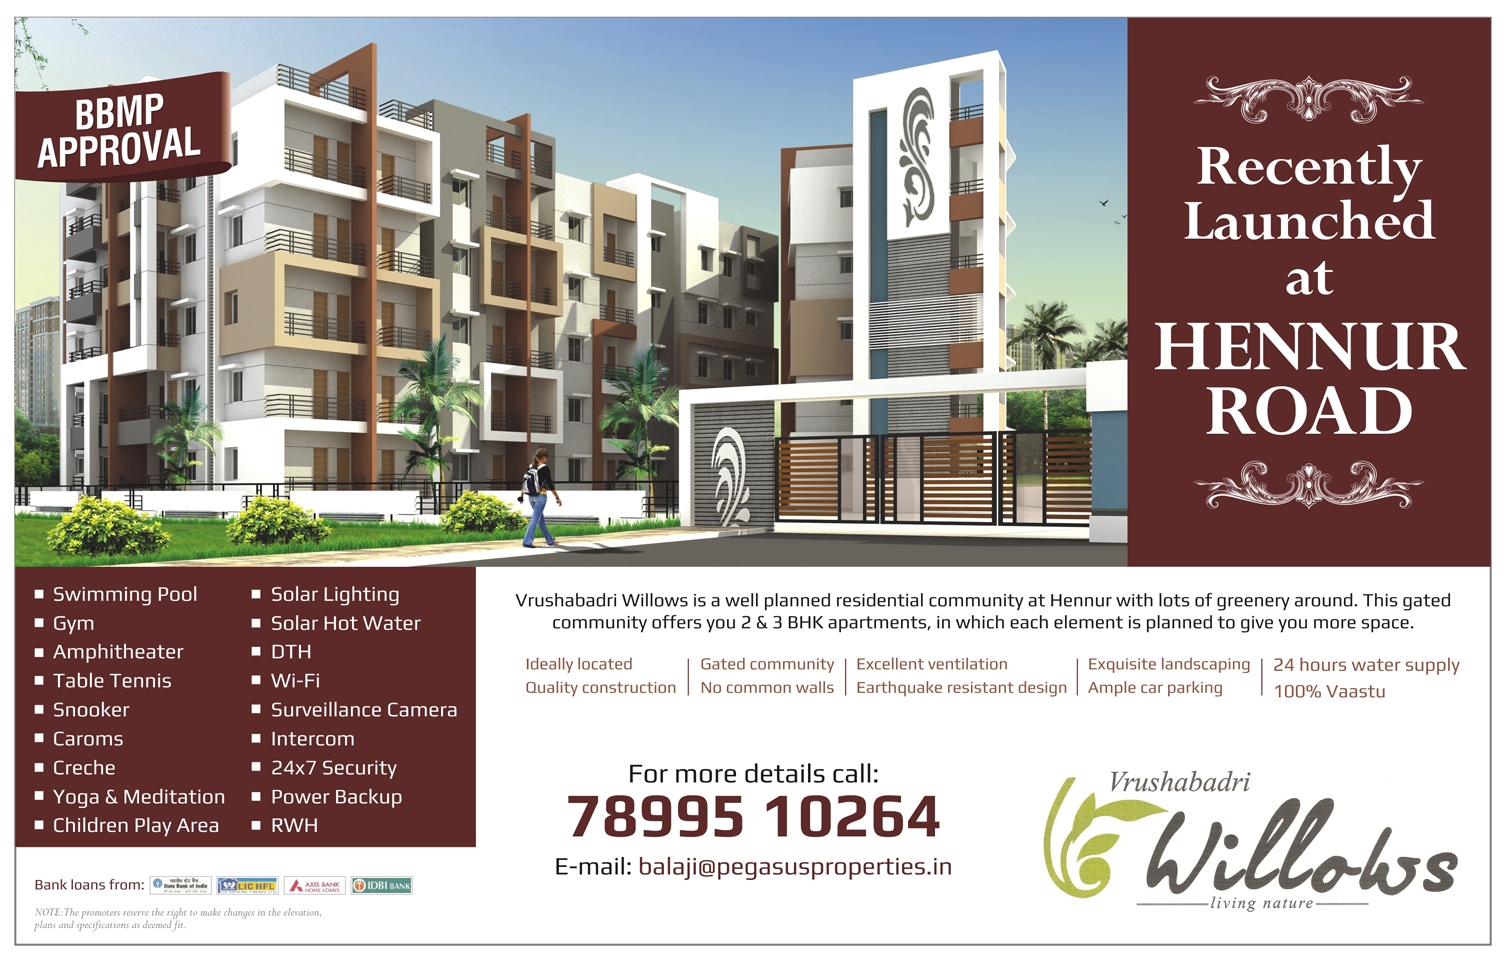 BBMP
APPROVAL
Recently
Launched
at
HENNUR
ROAD
Swimming Pool
Gym
Amphitheater
Table Tennis
Snooker
Caroms
Creche
Yoga & Meditation
Children Play Area
Solar Lighting
Solar Hot Water
DTH
Wi-Fi
Surveillance Camera
Intercom
24x7 Security
Power Backup
RWH
Vrushabadri Willows is a well planned residential community at Hennur with lots of greenery around. This gated
community offers you 2 & 3 BHK apartments, in which each element is planned to give you more space.
Ideally located
Quality construction
Gated community
No common walls
Excellent ventilation
Earthquake resistant design
Exquisite landscaping
Ample car parking
24 hours water supply
100% Vaastu
For more details call:
78995 10264
E-mail: balaji@pegasusproperties.in
Vrushabadri
Willows
living nature
Bank loans from:
भारतीय स्टेट बैंक
State Bank of India
LIC HFL
AXIS BANK
HOME LOANS
IDBI BANK
NOTE: The promoters reserve the right to make changes in the elevation,
plans and specifications as deemed fit.